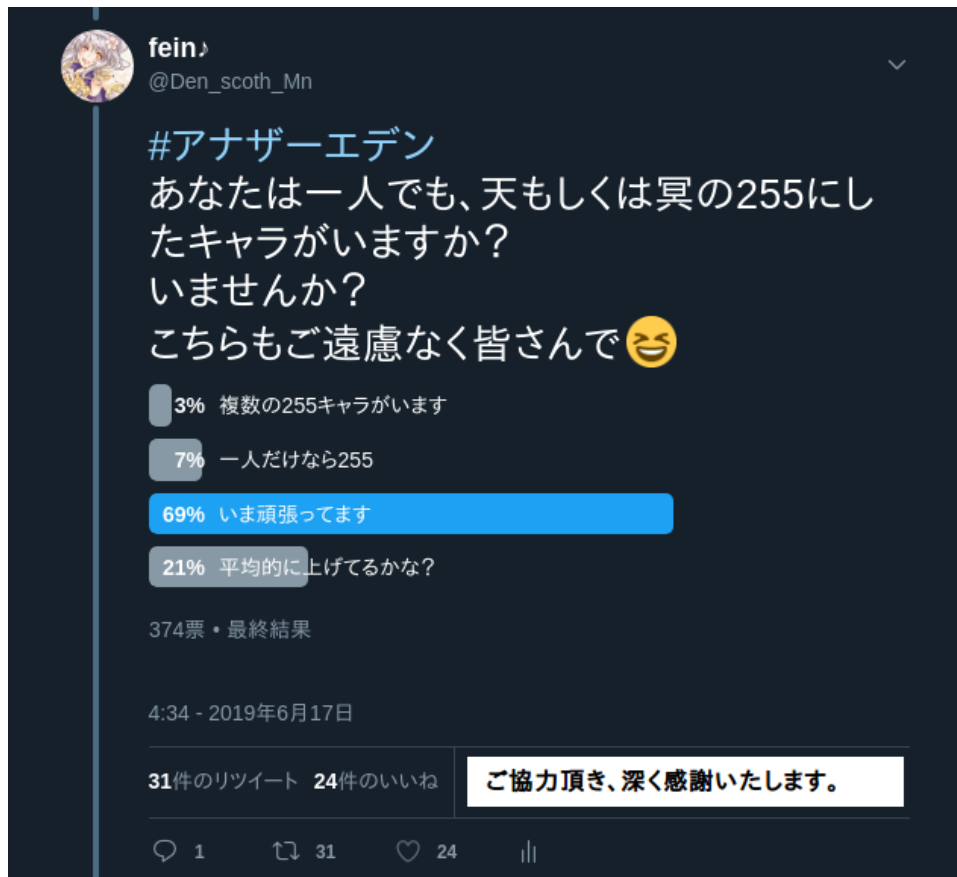 fein♪
@Den_scoth_Mn
#アナザーエデン
あなたは一人でも、天もしくは冥の255にし
たキャラがいますか?
いませんか?
こちらもご遠慮なく皆さんで😆
3% 複数の255キャラがいます
7% 一人だけなら255
69% いま頑張ってます
21% 平均的に上げてるかな?
374票 • 最終結果
4:34 - 2019年6月17日
31件のリツイート 24件のいいね
ご協力頂き、深く感謝いたします。
1 31 24